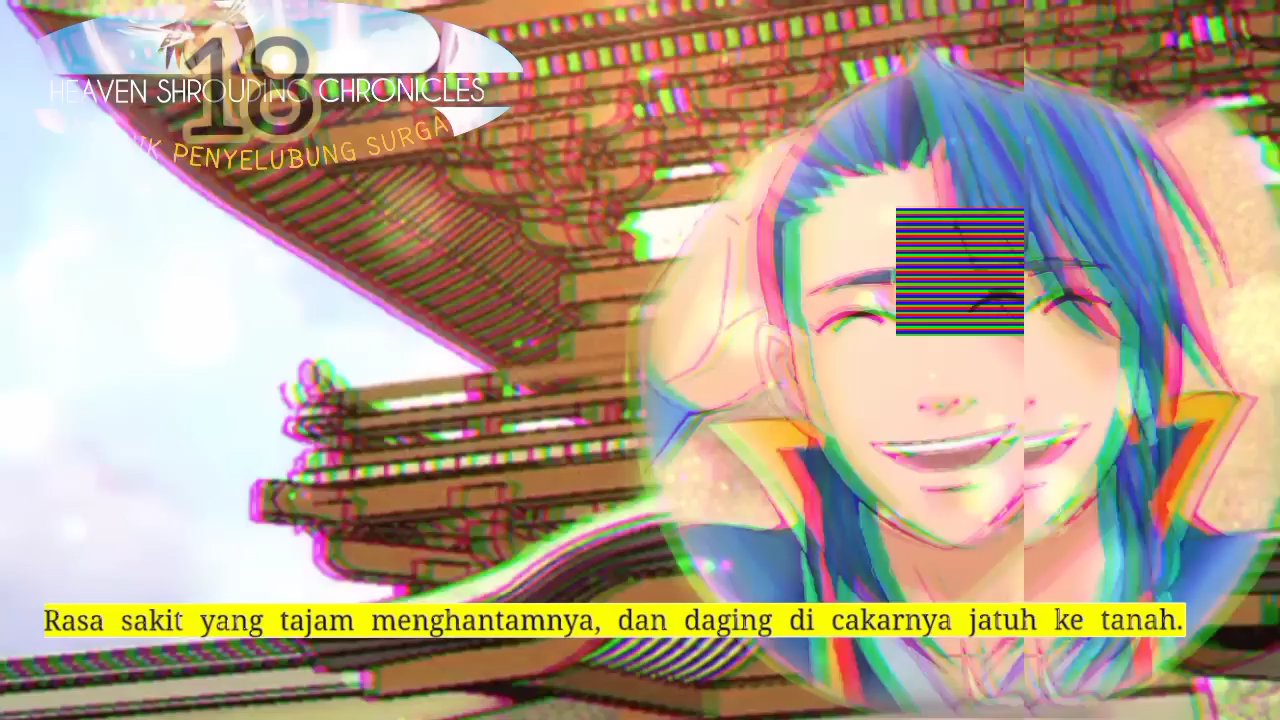 18
HEAVEN SHROUDING CHRONICLES
PENYELUBUNG SURGA
Rasa sakit yang tajam menghantamnya, dan daging di cakarnya jatuh ke tanah.